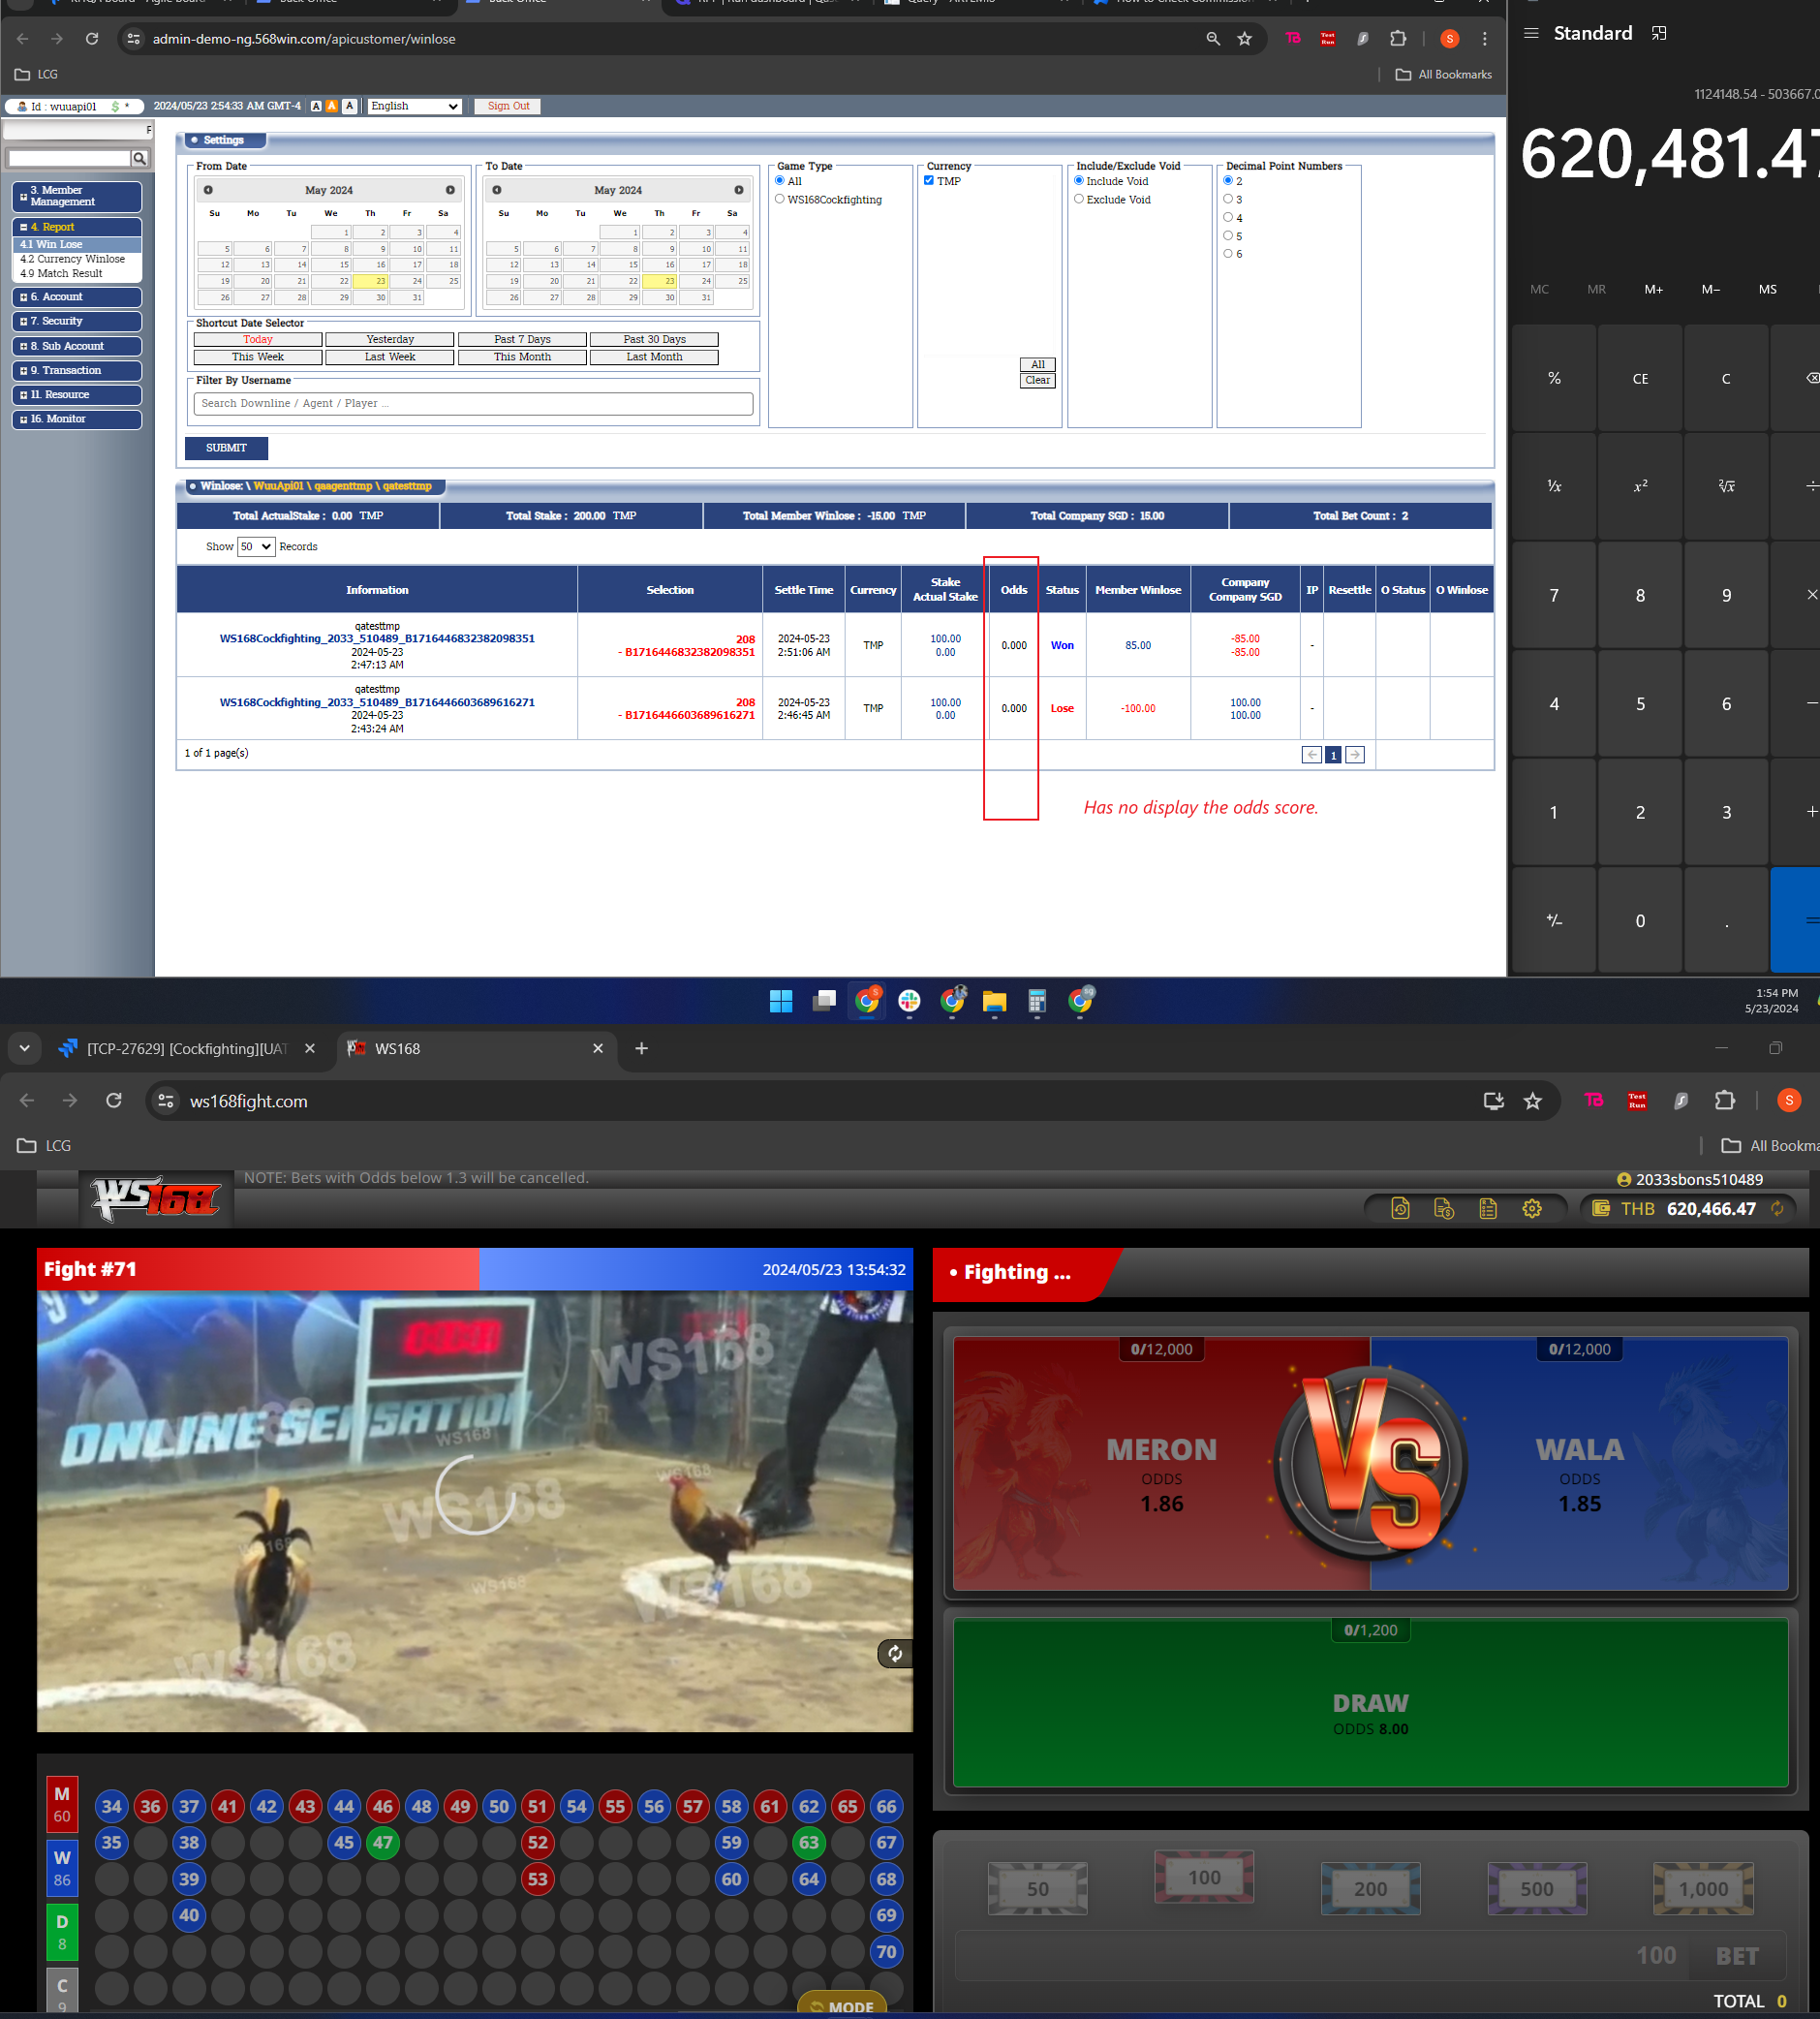 admin-demo-ng.568win.com/apicustomer/winlose
LCG
All Bookmarks
Id : wuuapi01 $ *
2024/05/23 2:54:33 AM GMT-4
A A A
English
Sign Out
3. Member Management
4. Report
4.1 Win Lose
4.2 Currency Winlose
4.9 Match Result
6. Account
7. Security
8. Sub Account
9. Transaction
11. Resource
16. Monitor
Settings
From Date
May 2024
Su Mo Tu We Th Fr Sa
1 2 3 4
5 6 7 8 9 10 11
12 13 14 15 16 17 18
19 20 21 22 23 24 25
26 27 28 29 30 31
To Date
May 2024
Su Mo Tu We Th Fr Sa
1 2 3 4
5 6 7 8 9 10 11
12 13 14 15 16 17 18
19 20 21 22 23 24 25
26 27 28 29 30 31
Shortcut Date Selector
Today Yesterday Past 7 Days Past 30 Days
This Week Last Week This Month Last Month
Filter By Username
Search Downline / Agent / Player ...
Game Type
All
WS168Cockfighting
Currency
TMP
All
Clear
Include/Exclude Void
Include Void
Exclude Void
Decimal Point Numbers
2
3
4
5
6
SUBMIT
Winlose: \ WuuApi01 \ qaagenttmp \ qatesttmp
Total ActualStake : 0.00 TMP
Total Stake : 200.00 TMP
Total Member Winlose : -15.00 TMP
Total Company SGD : 15.00
Total Bet Count : 2
Show 50 Records
Information
Selection
Settle Time
Currency
Stake
Actual Stake
Odds
Status
Member Winlose
Company
Company SGD
IP
Resettle
O Status
O Winlose
qatesttmp
WS168Cockfighting_2033_510489_B1716446832382098351
2024-05-23
2:47:13 AM
208
- B1716446832382098351
2024-05-23
2:51:06 AM
TMP
100.00
0.00
0.000
Won
85.00
-85.00
-85.00
-
qatesttmp
WS168Cockfighting_2033_510489_B1716446603689616271
2024-05-23
2:43:24 AM
208
- B1716446603689616271
2024-05-23
2:46:45 AM
TMP
100.00
0.00
0.000
Lose
-100.00
100.00
100.00
-
1 of 1 page(s)
1
Has no display the odds score.
Standard
1124148.54 - 503667.0
620,481.47
MC MR M+ M− MS
% CE C
⅟x x² ²√x ÷
7 8 9 ×
4 5 6 −
1 2 3 +
+/− 0 . =
1:54 PM
5/23/2024
[TCP-27629] [Cockfighting][UAT
WS168
ws168fight.com
LCG
All Bookma
WS168
NOTE: Bets with Odds below 1.3 will be cancelled.
2033sbons510489
THB 620,466.47
Fight #71
2024/05/23 13:54:32
ONLINE SENSATION
WS168
WS168
WS168
WS168
WS168
WS168
WS168
WS168
• Fighting ...
0/12,000
MERON
ODDS
1.86
VS
0/12,000
WALA
ODDS
1.85
0/1,200
DRAW
ODDS 8.00
M
60
W
86
D
8
C
9
34 36 37 41 42 43 44 46 48 49 50 51 54 55 56 57 58 61 62 65 66
35 38 45 47 52 59 63 67
39 53 60 64 68
40 69
70
MODE
50 100 200 500 1,000
100 BET
TOTAL 0